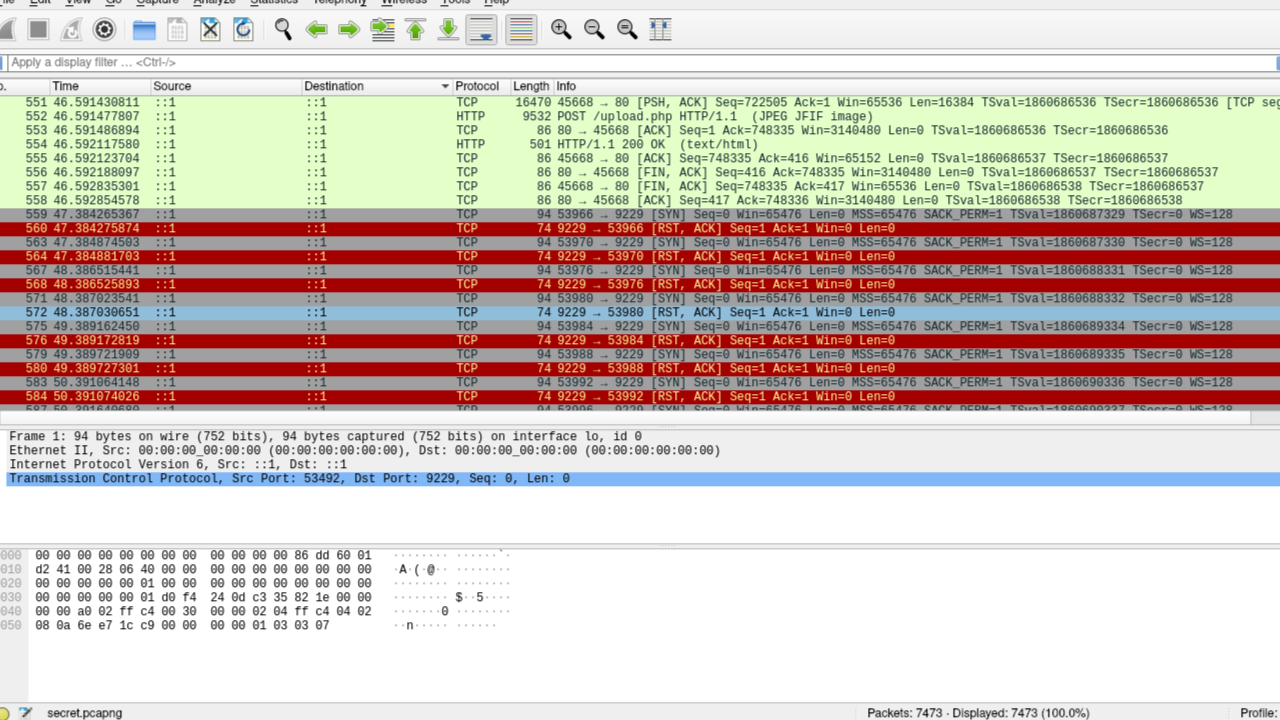 File Edit View Go Capture Analyze Statistics Telephony Wireless Tools Help
Apply a display filter … <Ctrl-/>
o. Time Source Destination Protocol Length Info
551 46.591430811 ::1 ::1 TCP 16470 45668 → 80 [PSH, ACK] Seq=722505 Ack=1 Win=65536 Len=16384 TSval=1860686536 TSecr=1860686536 [TCP seg
552 46.591477807 ::1 ::1 HTTP 9532 POST /upload.php HTTP/1.1 (JPEG JFIF image)
553 46.591486894 ::1 ::1 TCP 86 80 → 45668 [ACK] Seq=1 Ack=748335 Win=3140480 Len=0 TSval=1860686536 TSecr=1860686536
554 46.592117580 ::1 ::1 HTTP 501 HTTP/1.1 200 OK (text/html)
555 46.592123704 ::1 ::1 TCP 86 45668 → 80 [ACK] Seq=748335 Ack=416 Win=65152 Len=0 TSval=1860686537 TSecr=1860686537
556 46.592188097 ::1 ::1 TCP 86 80 → 45668 [FIN, ACK] Seq=416 Ack=748335 Win=3140480 Len=0 TSval=1860686537 TSecr=1860686537
557 46.592835301 ::1 ::1 TCP 86 45668 → 80 [FIN, ACK] Seq=748335 Ack=417 Win=65536 Len=0 TSval=1860686538 TSecr=1860686537
558 46.592854578 ::1 ::1 TCP 86 80 → 45668 [ACK] Seq=417 Ack=748336 Win=3140480 Len=0 TSval=1860686538 TSecr=1860686538
559 47.384265367 ::1 ::1 TCP 94 53966 → 9229 [SYN] Seq=0 Win=65476 Len=0 MSS=65476 SACK_PERM=1 TSval=1860687329 TSecr=0 WS=128
560 47.384275874 ::1 ::1 TCP 74 9229 → 53966 [RST, ACK] Seq=1 Ack=1 Win=0 Len=0
563 47.384874503 ::1 ::1 TCP 94 53970 → 9229 [SYN] Seq=0 Win=65476 Len=0 MSS=65476 SACK_PERM=1 TSval=1860687330 TSecr=0 WS=128
564 47.384881703 ::1 ::1 TCP 74 9229 → 53970 [RST, ACK] Seq=1 Ack=1 Win=0 Len=0
567 48.386515441 ::1 ::1 TCP 94 53976 → 9229 [SYN] Seq=0 Win=65476 Len=0 MSS=65476 SACK_PERM=1 TSval=1860688331 TSecr=0 WS=128
568 48.386525893 ::1 ::1 TCP 74 9229 → 53976 [RST, ACK] Seq=1 Ack=1 Win=0 Len=0
571 48.387023541 ::1 ::1 TCP 94 53980 → 9229 [SYN] Seq=0 Win=65476 Len=0 MSS=65476 SACK_PERM=1 TSval=1860688332 TSecr=0 WS=128
572 48.387030651 ::1 ::1 TCP 74 9229 → 53980 [RST, ACK] Seq=1 Ack=1 Win=0 Len=0
575 49.389162450 ::1 ::1 TCP 94 53984 → 9229 [SYN] Seq=0 Win=65476 Len=0 MSS=65476 SACK_PERM=1 TSval=1860689334 TSecr=0 WS=128
576 49.389172819 ::1 ::1 TCP 74 9229 → 53984 [RST, ACK] Seq=1 Ack=1 Win=0 Len=0
579 49.389721909 ::1 ::1 TCP 94 53988 → 9229 [SYN] Seq=0 Win=65476 Len=0 MSS=65476 SACK_PERM=1 TSval=1860689335 TSecr=0 WS=128
580 49.389727301 ::1 ::1 TCP 74 9229 → 53988 [RST, ACK] Seq=1 Ack=1 Win=0 Len=0
583 50.391064148 ::1 ::1 TCP 94 53992 → 9229 [SYN] Seq=0 Win=65476 Len=0 MSS=65476 SACK_PERM=1 TSval=1860690336 TSecr=0 WS=128
584 50.391074026 ::1 ::1 TCP 74 9229 → 53992 [RST, ACK] Seq=1 Ack=1 Win=0 Len=0
Frame 1: 94 bytes on wire (752 bits), 94 bytes captured (752 bits) on interface lo, id 0
Ethernet II, Src: 00:00:00_00:00:00 (00:00:00:00:00:00), Dst: 00:00:00_00:00:00 (00:00:00:00:00:00)
Internet Protocol Version 6, Src: ::1, Dst: ::1
Transmission Control Protocol, Src Port: 53492, Dst Port: 9229, Seq: 0, Len: 0
000 00 00 00 00 00 00 00 00 00 00 00 00 86 dd 60 01 ········ ······`·
010 d2 41 00 28 06 40 00 00 00 00 00 00 00 00 00 00 ·A·(·@·· ········
020 00 00 00 00 00 01 00 00 00 00 00 00 00 00 00 00 ········ ········
030 00 00 00 00 00 01 d0 f4 24 0d c3 35 82 1e 00 00 ········ $··5····
040 00 00 a0 02 ff c4 00 30 00 00 02 04 ff c4 04 02 ·······0 ········
050 08 0a 6e e7 1c c9 00 00 00 00 01 03 03 07 ··n····· ······
secret.pcapng Packets: 7473 · Displayed: 7473 (100.0%) Profile: